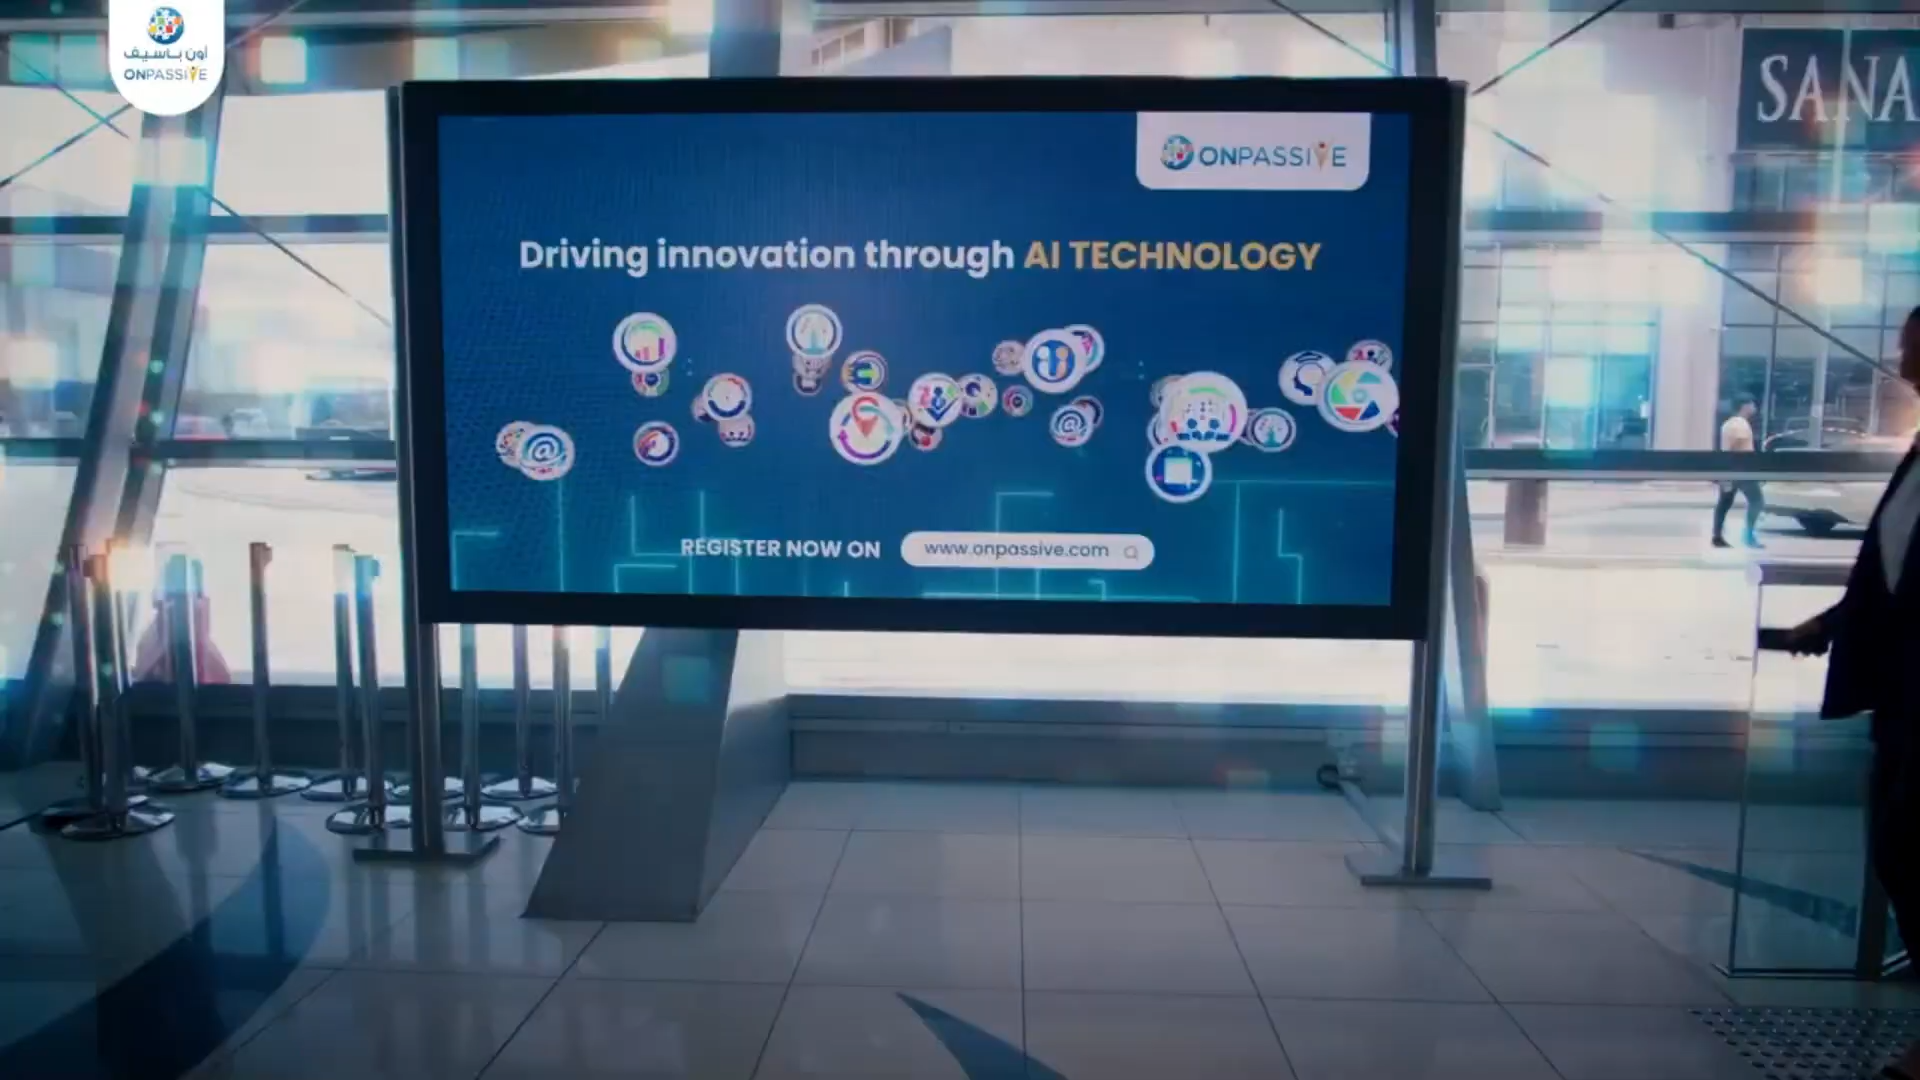 أون باسيف
ONPASSIVE
SANA
ONPASSIVE
Driving innovation through AI TECHNOLOGY
REGISTER NOW ON www.onpassive.com